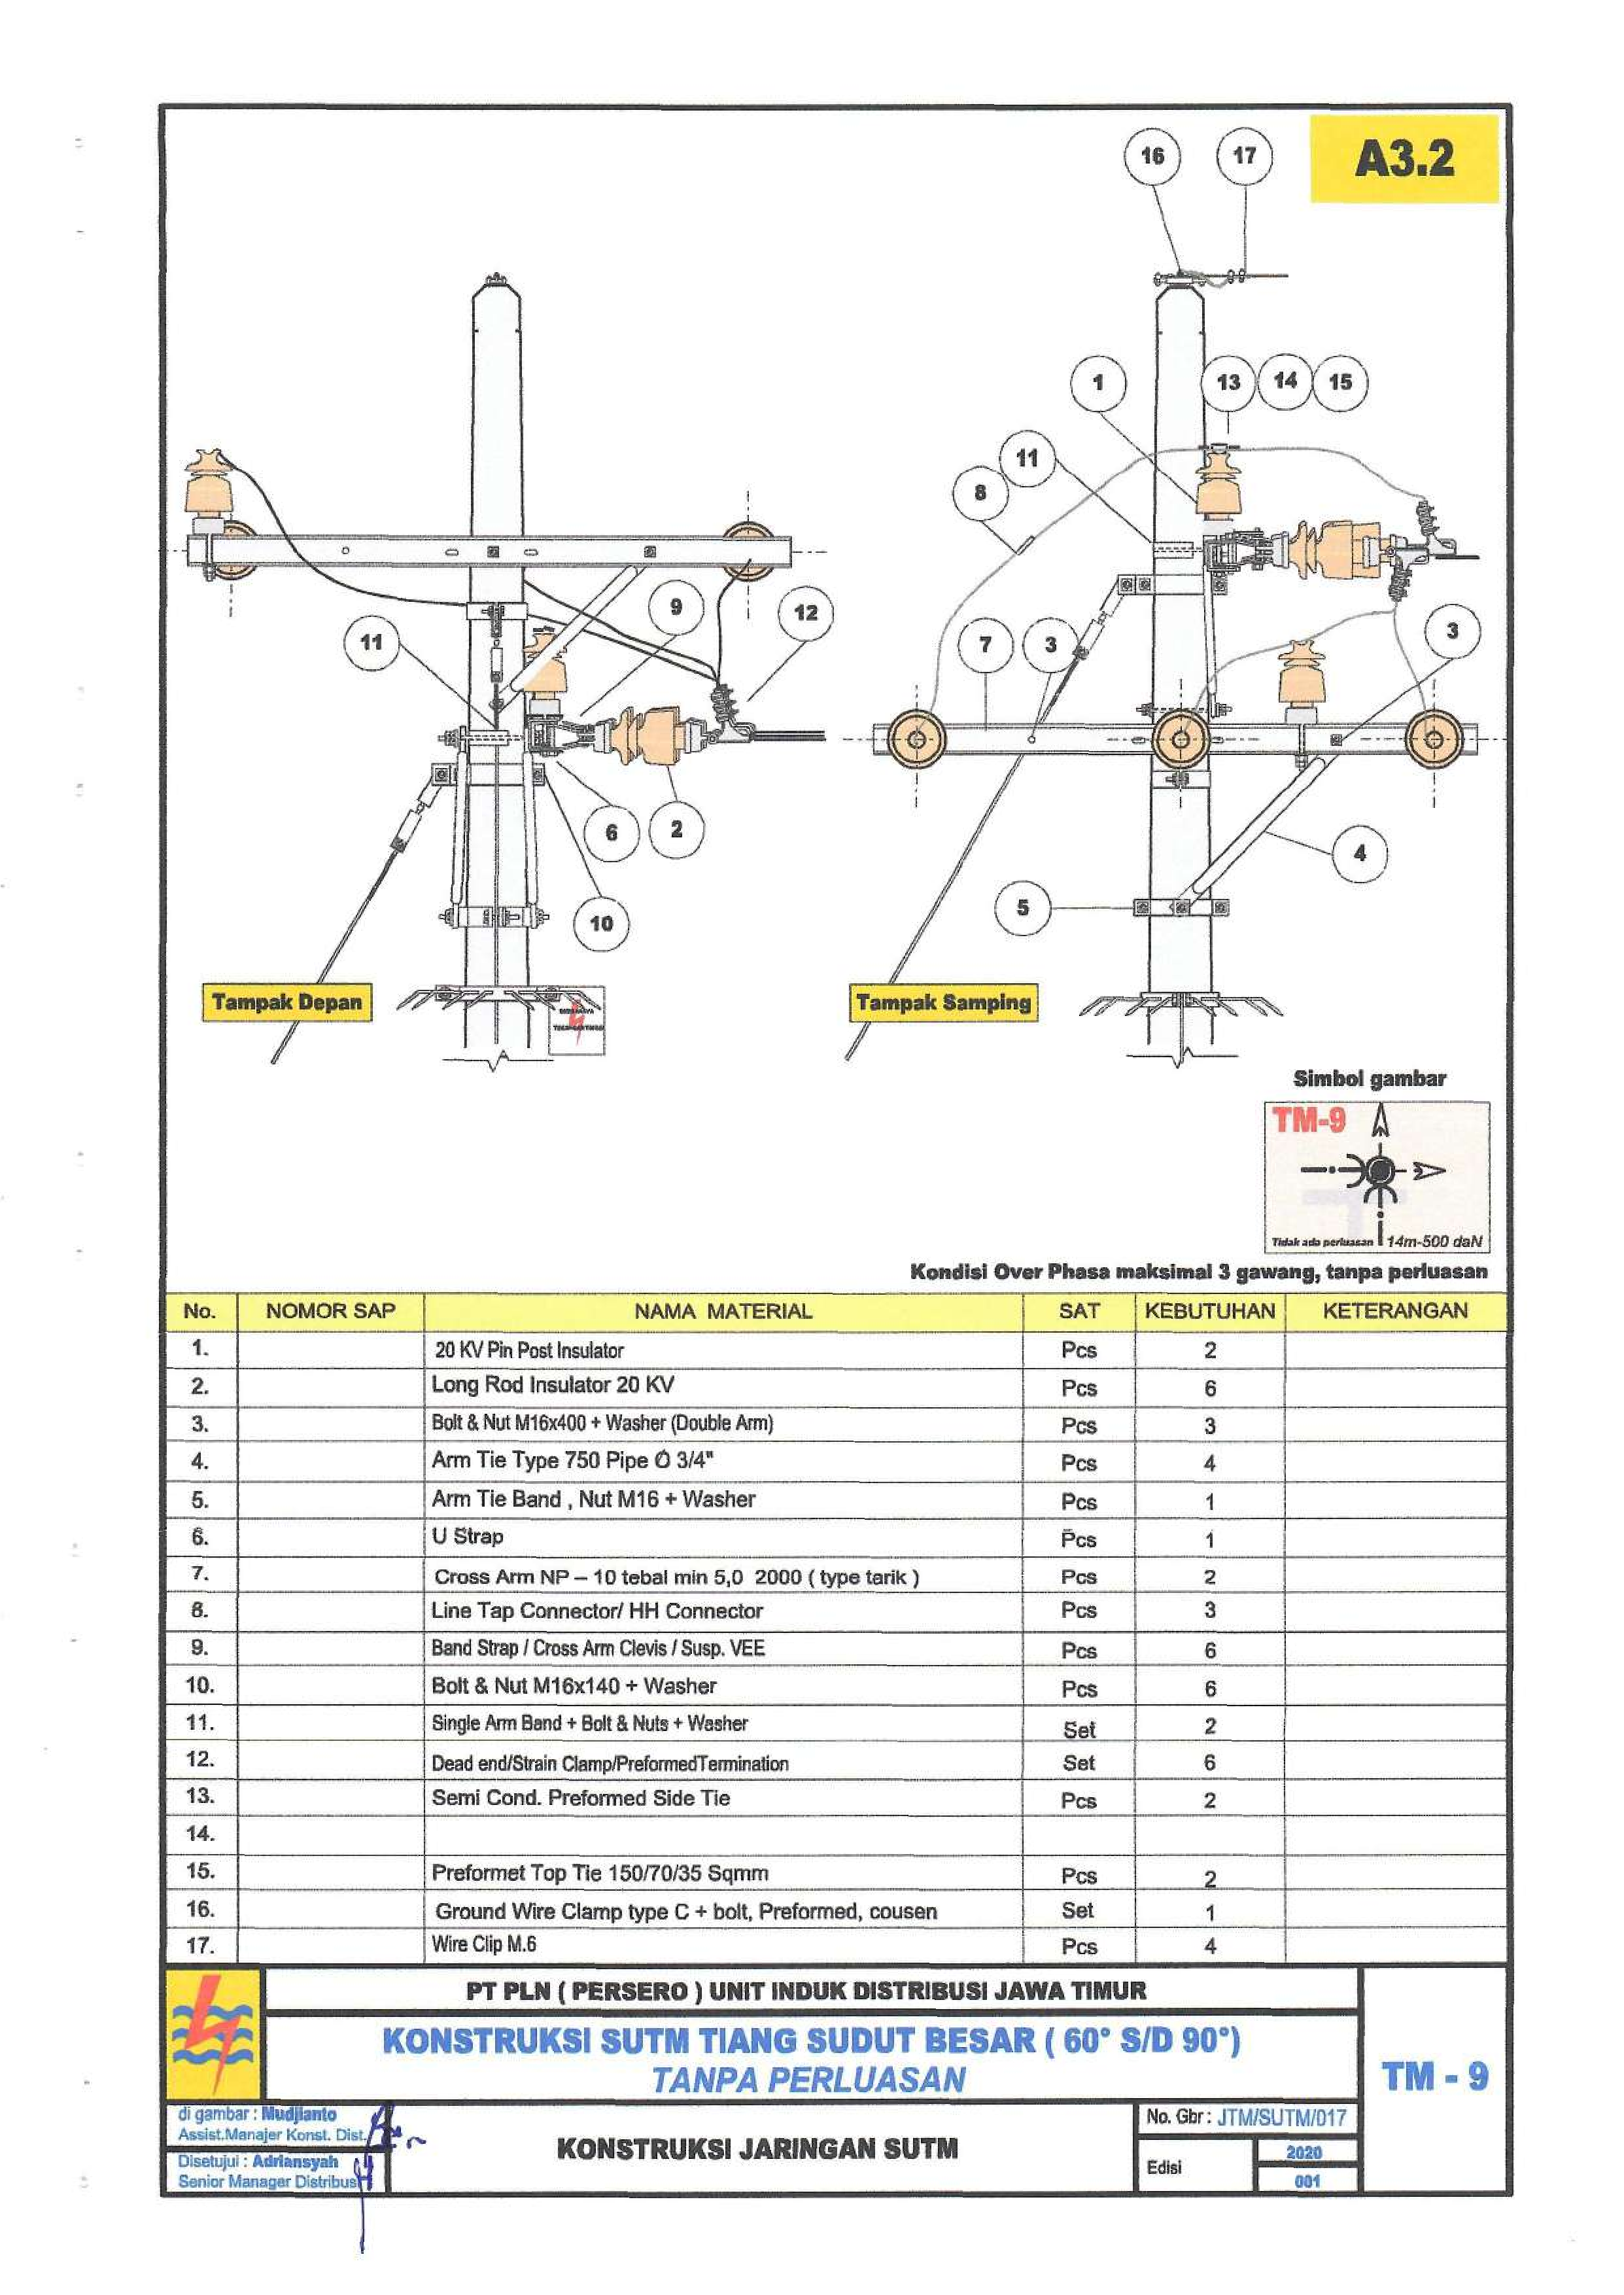 A3.2
16
17
1
13
14
15
11
8
9
12
11
7
3
3
6
2
4
10
5
Tampak Depan
Tampak Samping
Simbol gambar
TM-9
Tidak ada perluasan
14m-500 daN
Kondisi Over Phasa maksimal 3 gawang, tanpa perluasan
No. NOMOR SAP NAMA MATERIAL SAT KEBUTUHAN KETERANGAN
1. 20 KV Pin Post Insulator Pcs 2
2. Long Rod Insulator 20 KV Pcs 6
3. Bolt & Nut M16x400 + Washer (Double Arm) Pcs 3
4. Arm Tie Type 750 Pipe Ó 3/4" Pcs 4
5. Arm Tie Band , Nut M16 + Washer Pcs 1
6. U Strap Pcs 1
7. Cross Arm NP – 10 tebal min 5,0 2000 ( type tarik ) Pcs 2
8. Line Tap Connector/ HH Connector Pcs 3
9. Band Strap / Cross Arm Clevis / Susp. VEE Pcs 6
10. Bolt & Nut M16x140 + Washer Pcs 6
11. Single Arm Band + Bolt & Nuts + Washer Set 2
12. Dead end/Strain Clamp/PreformedTermination Set 6
13. Semi Cond. Preformed Side Tie Pcs 2
14.
15. Preformet Top Tie 150/70/35 Sqmm Pcs 2
16. Ground Wire Clamp type C + bolt, Preformed, cousen Set 1
17. Wire Clip M.6 Pcs 4
PT PLN ( PERSERO ) UNIT INDUK DISTRIBUSI JAWA TIMUR
KONSTRUKSI SUTM TIANG SUDUT BESAR ( 60° S/D 90°)
TANPA PERLUASAN
TM - 9
di gambar : Mudjianto
Assist.Manajer Konst. Dist.
Disetujui : Adriansyah
Senior Manager Distribusi
KONSTRUKSI JARINGAN SUTM
No. Gbr : JTM/SUTM/017
Edisi
2020
001